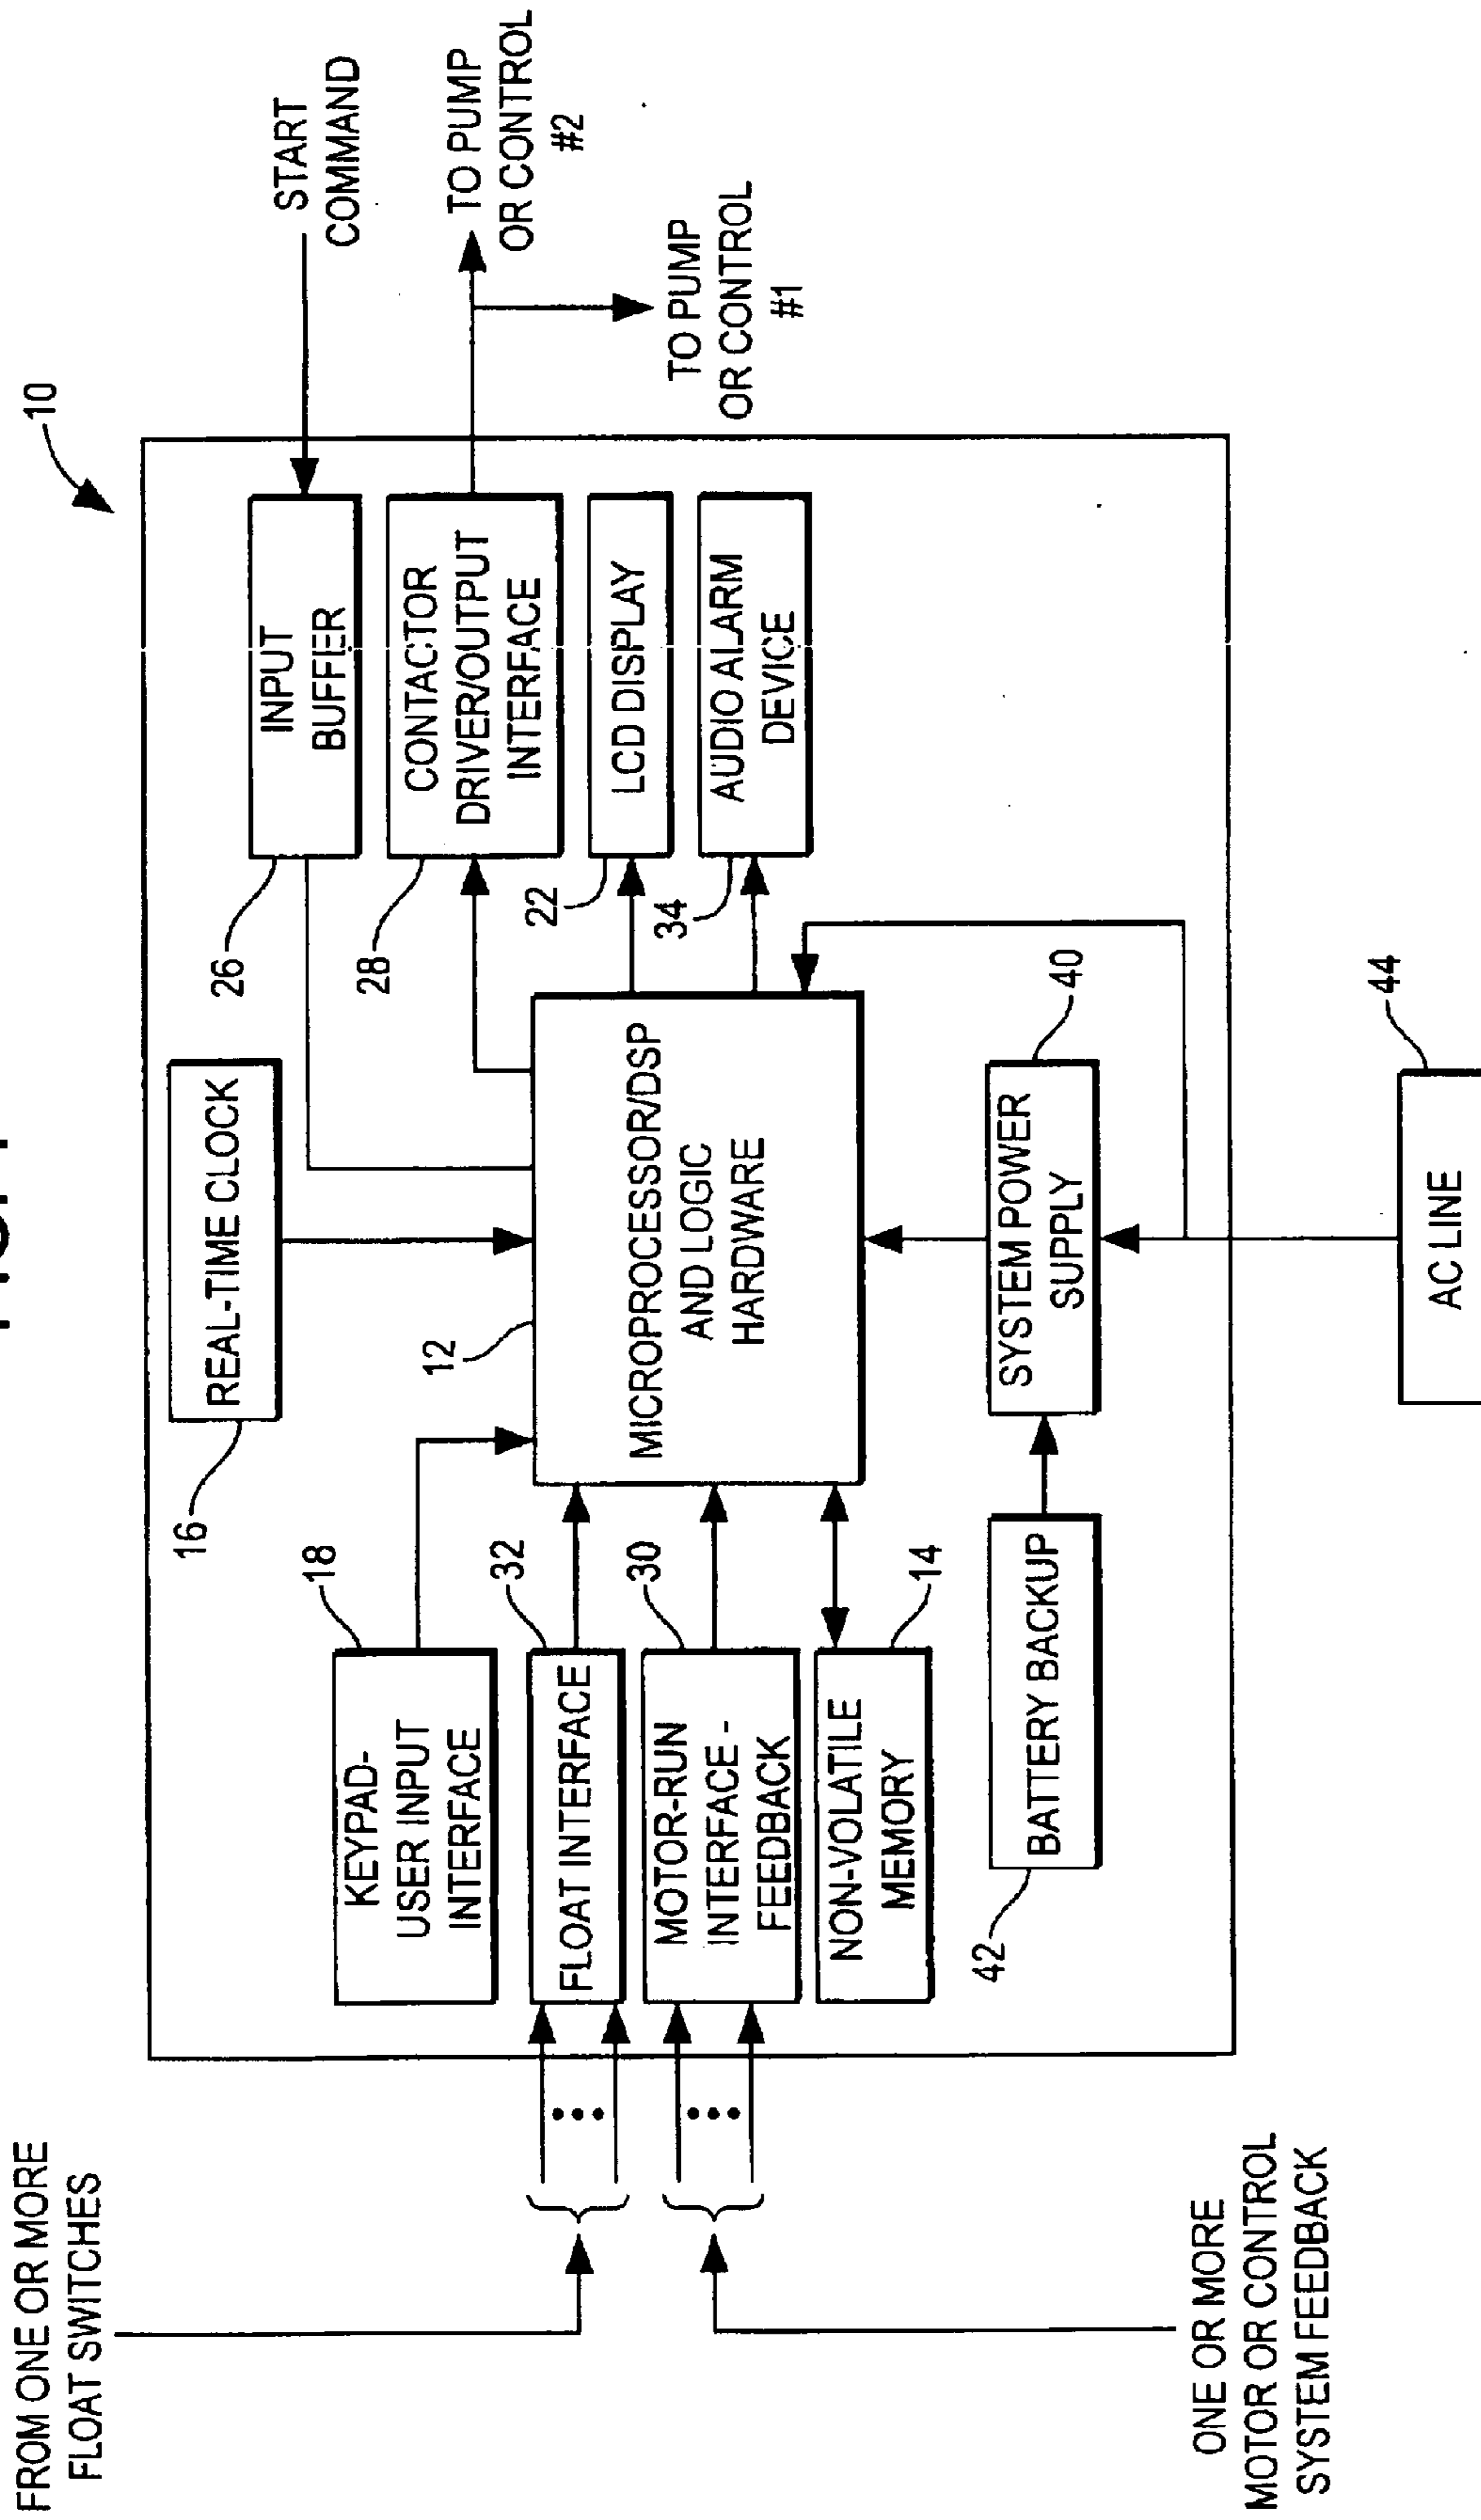 10
REAL-TIME CLOCK
16
INPUT
BUFFER
26
START
COMMAND
KEYPAD-
USER INPUT
INTERFACE
18
12
MICROPROCESSOR/DSP
AND LOGIC
HARDWARE
CONTACTOR
DRIVER/OUTPUT
INTERFACE
28
TO PUMP
OR CONTROL
#2
TO PUMP
OR CONTROL
#1
FROM ONE OR MORE
FLOAT SWITCHES
FLOAT INTERFACE
32
LCD DISPLAY
22
MOTOR-RUN
INTERFACE-
FEEDBACK
30
AUDIO ALARM
DEVICE
34
NON-VOLATILE
MEMORY
14
BATTERY BACKUP
42
SYSTEM POWER
SUPPLY
40
ONE OR MORE
MOTOR OR CONTROL
SYSTEM FEEDBACK
AC LINE
44